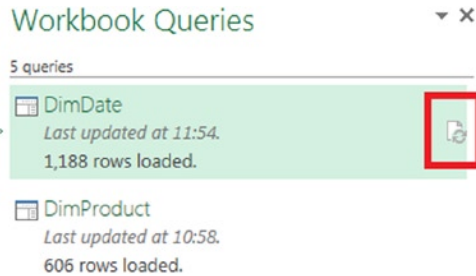 Workbook Queries
5 queries
DimDate
Last updated at 11:54.
1,188 rows loaded.
DimProduct
Last updated at 10:58.
606 rows loaded.